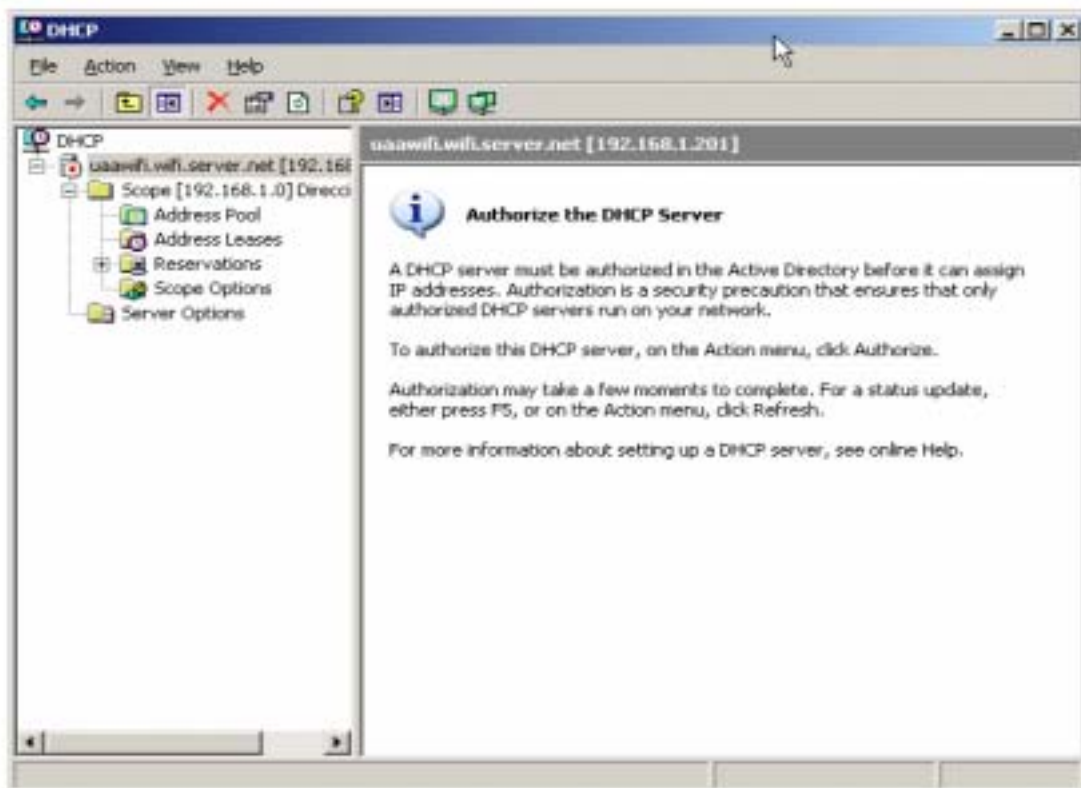 DHCP
File Action View Help
DHCP
uaawifi.wifi.server.net [192.168
Scope [192.168.1.0] Direcci
Address Pool
Address Leases
Reservations
Scope Options
Server Options
uaawifi.wifi.server.net [192.168.1.201]
Authorize the DHCP Server
A DHCP server must be authorized in the Active Directory before it can assign
IP addresses. Authorization is a security precaution that ensures that only
authorized DHCP servers run on your network.
To authorize this DHCP server, on the Action menu, click Authorize.
Authorization may take a few moments to complete. For a status update,
either press F5, or on the Action menu, click Refresh.
For more information about setting up a DHCP server, see online Help.